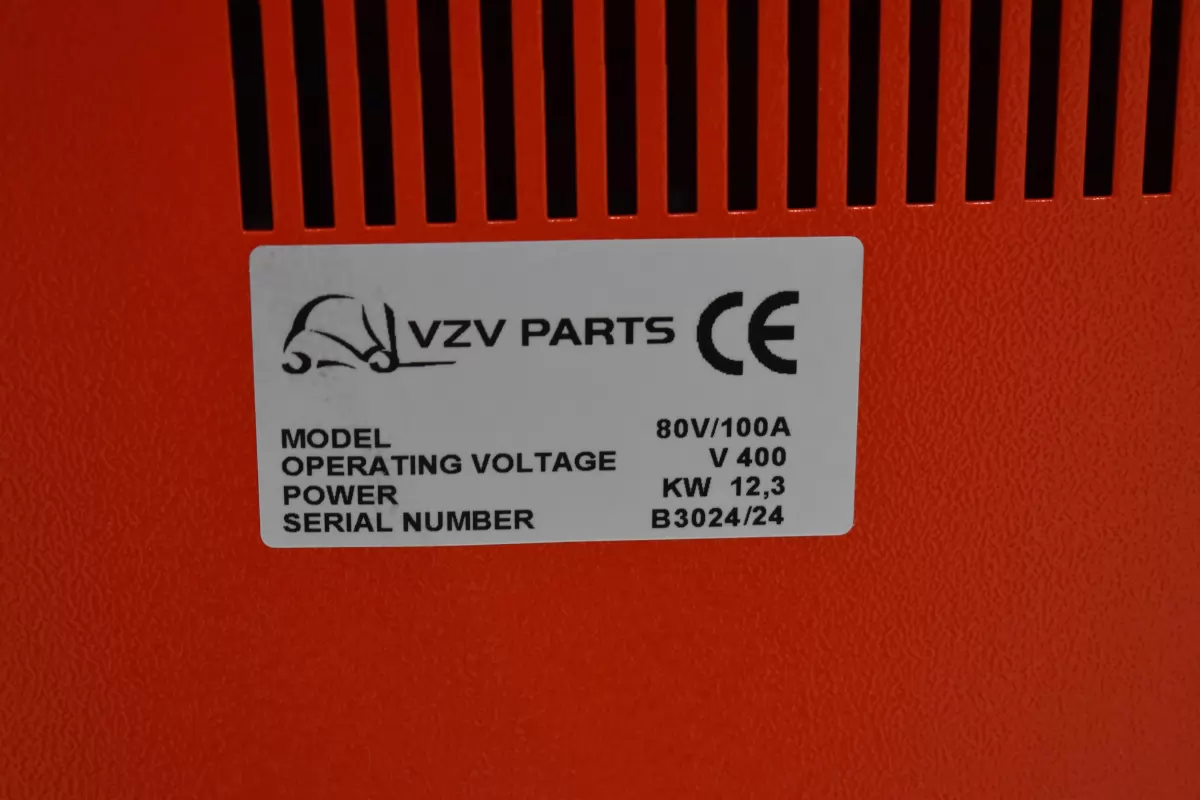 VZV PARTS CE
MODEL 80V/100A
OPERATING VOLTAGE V 400
POWER KW 12,3
SERIAL NUMBER B3024/24